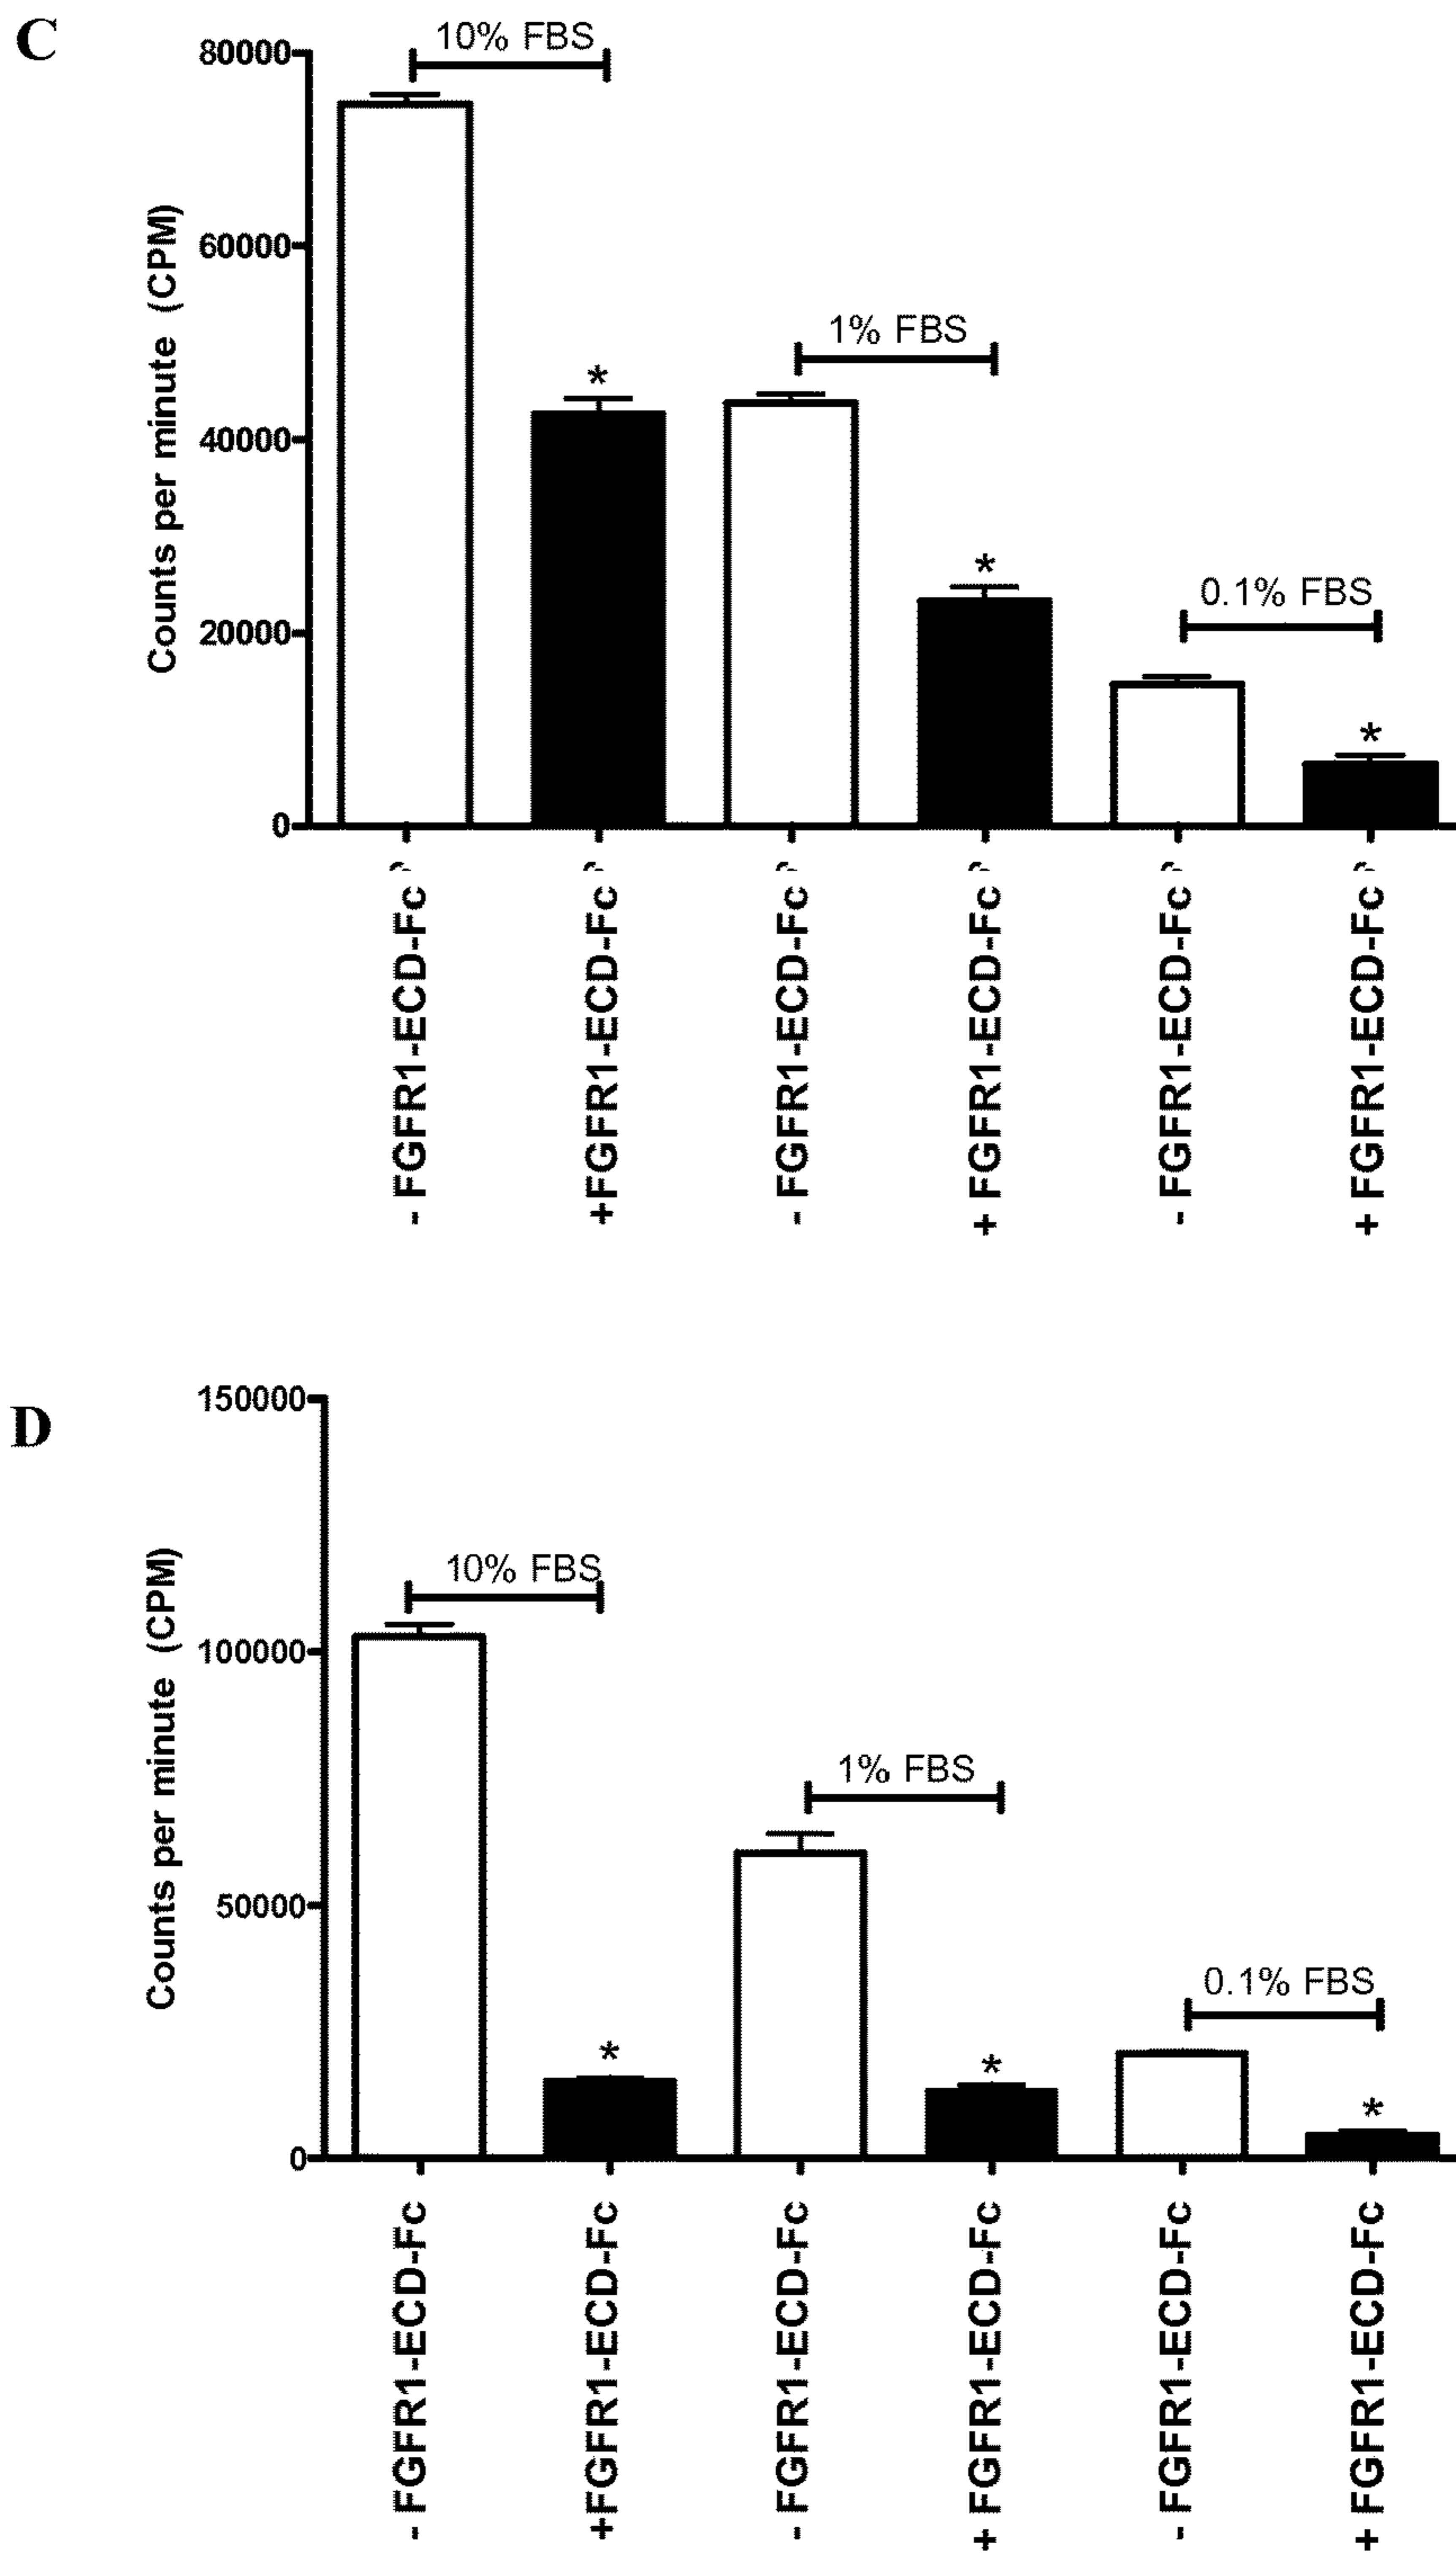 C
Counts per minute (CPM)
80000
60000
40000
20000
0
10% FBS
*
1% FBS
*
0.1% FBS
*
- FGFR1-ECD-Fc
+FGFR1-ECD-Fc
- FGFR1-ECD-Fc
+ FGFR1-ECD-Fc
- FGFR1-ECD-Fc
+ FGFR1-ECD-Fc
D
Counts per minute (CPM)
150000
100000
50000
0
10% FBS
*
1% FBS
*
0.1% FBS
*
- FGFR1-ECD-Fc
+FGFR1-ECD-Fc
- FGFR1-ECD-Fc
+ FGFR1-ECD-Fc
- FGFR1-ECD-Fc
+ FGFR1-ECD-Fc